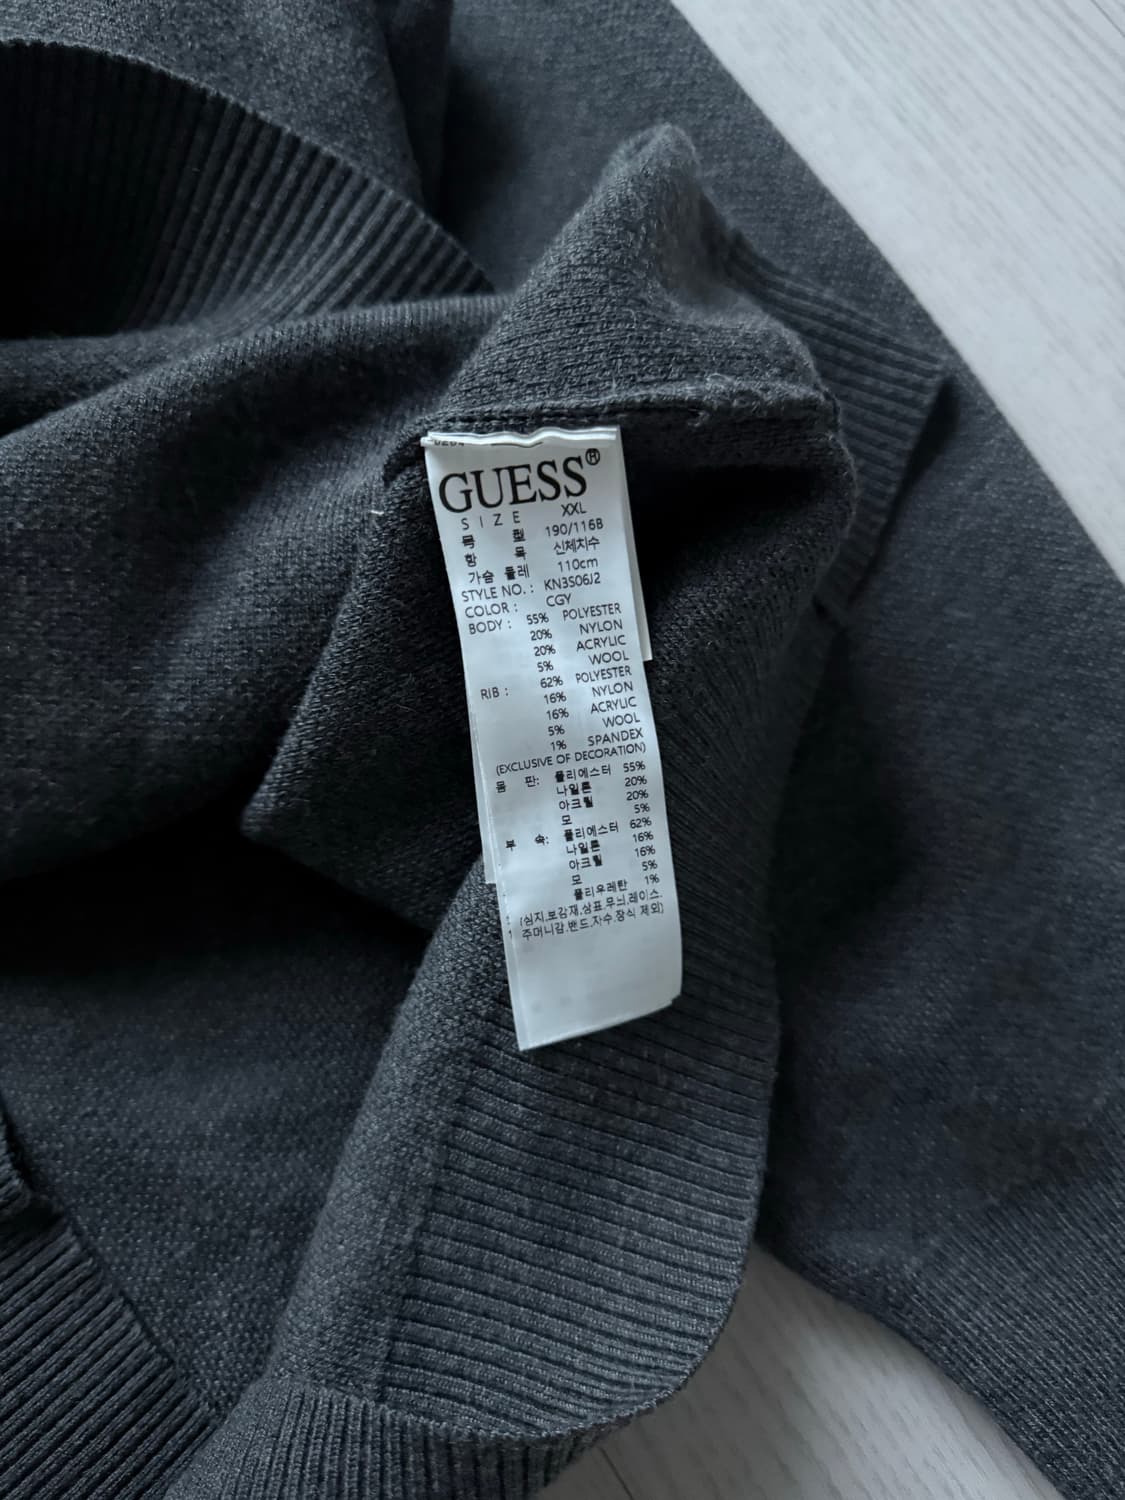 GUESS®
SIZE XXL
목 형 190/116B
항 목 신체치수
가슴 둘레 110cm
STYLE NO. : KN3S06J2
COLOR : CGY
BODY : 55% POLYESTER
20% NYLON
20% ACRYLIC
5% WOOL
RIB : 62% POLYESTER
16% NYLON
16% ACRYLIC
5% WOOL
1% SPANDEX
(EXCLUSIVE OF DECORATION)
몸 판: 폴리에스터 55%
나일론 20%
아크릴 20%
모 5%
부 속: 폴리에스터 62%
나일론 16%
아크릴 16%
모 5%
폴리우레탄 1%
(심지,보강재,상표,무늬,레이스
주머니감,밴드,자수,장식 제외)